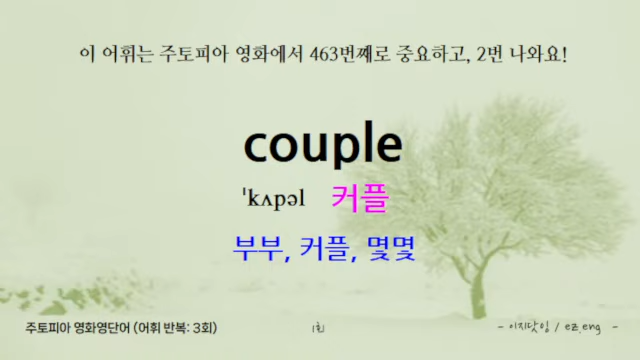 이 어휘는 주토피아 영화에서 463번째로 중요하고, 2번 나와요!
couple
ˈkʌpəl 커플
부부, 커플, 몇몇
주토피아 영화영단어 (어휘 반복: 3회) 1회 - 이지닷잉 / ez.eng -